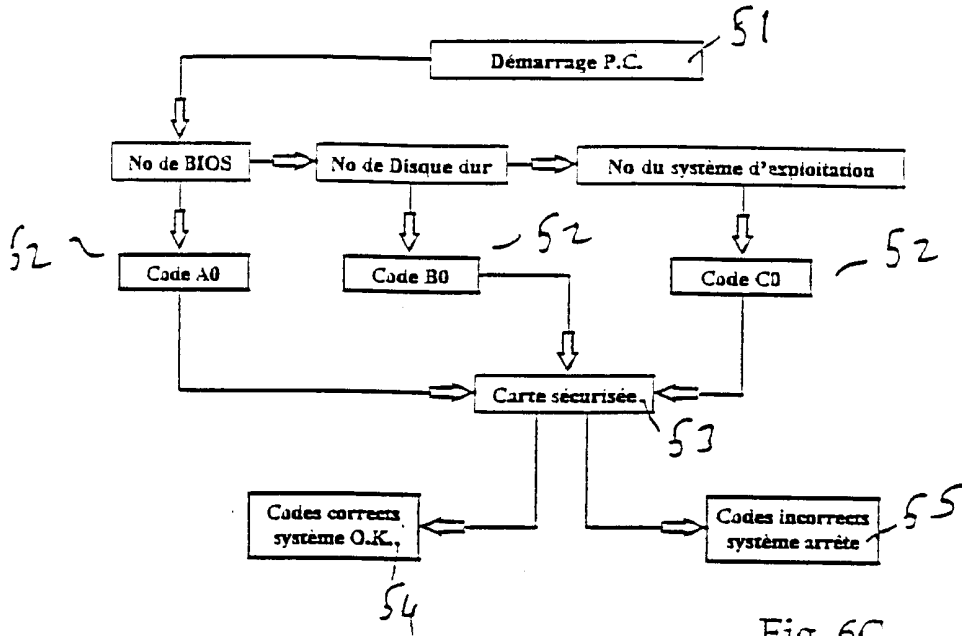 51
Démarrage P.C.
No de BIOS
No de Disque dur
No du système d'exploitation
52
52
52
Code A0
Code B0
Code C0
Carte sécurisée
53
Codes corrects
système O.K.
Codes incorrects
système arrête
55
54
Fig. 6C